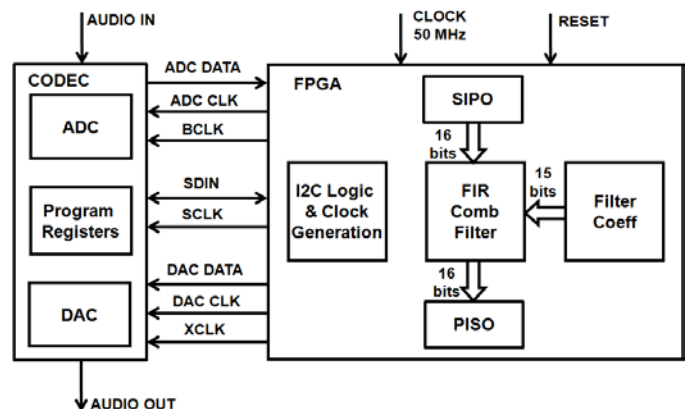 AUDIO IN
CLOCK
50 MHz
RESET
CODEC
ADC DATA
FPGA
ADC
ADC CLK
BCLK
SIPO
16
bits
SDIN
Program
Registers
SCLK
I2C Logic
& Clock
Generation
FIR
Comb
Filter
15
bits
Filter
Coeff
DAC DATA
16
bits
DAC
DAC CLK
XCLK
PISO
AUDIO OUT